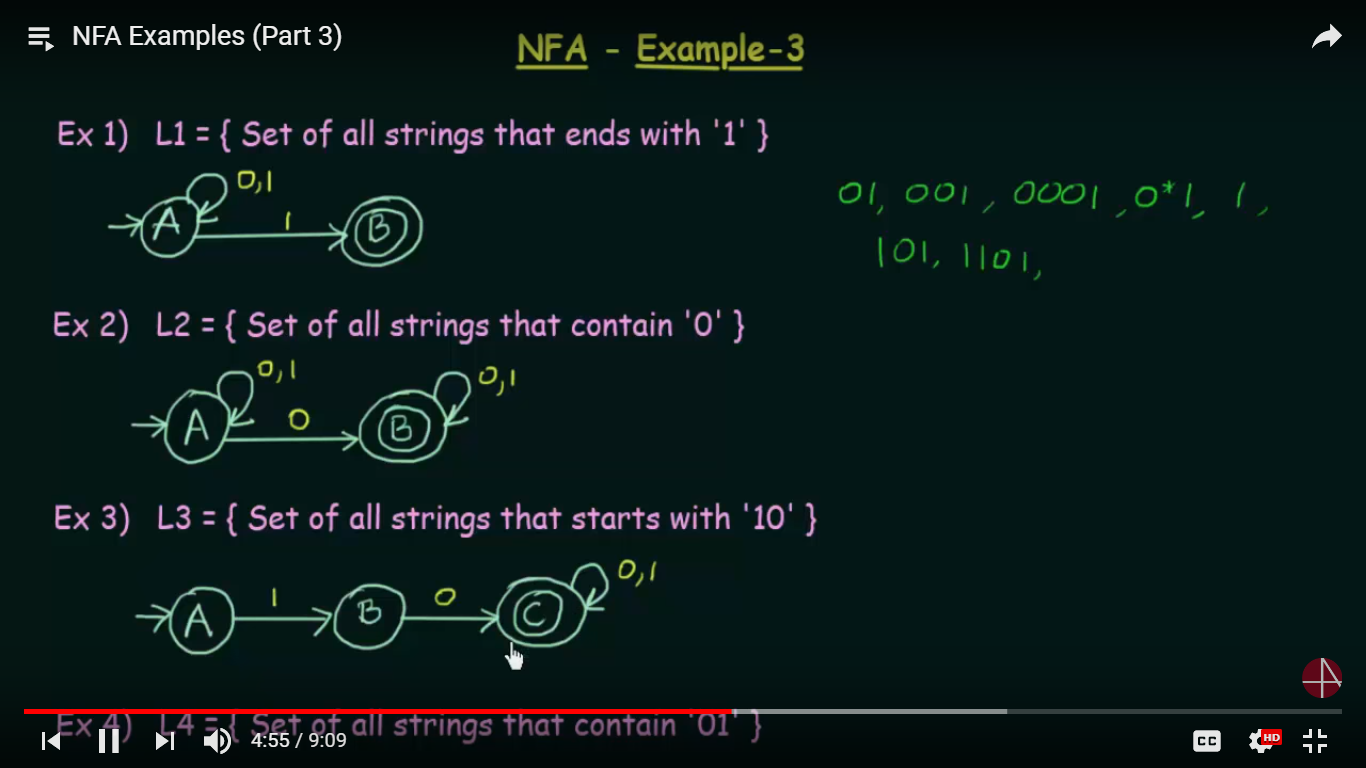 NFA Examples (Part 3)
NFA - Example-3
Ex 1) L1 = { Set of all strings that ends with '1' }
0,1
A
1
B
01, 001, 0001, 0*1, 1,
101, 1101,
Ex 2) L2 = { Set of all strings that contain '0' }
0,1
0,1
A
0
B
Ex 3) L3 = { Set of all strings that starts with '10' }
0,1
A
1
B
0
C
Ex 4) L4 = { Set of all strings that contain '01' }
4:55 / 9:09
CC
HD